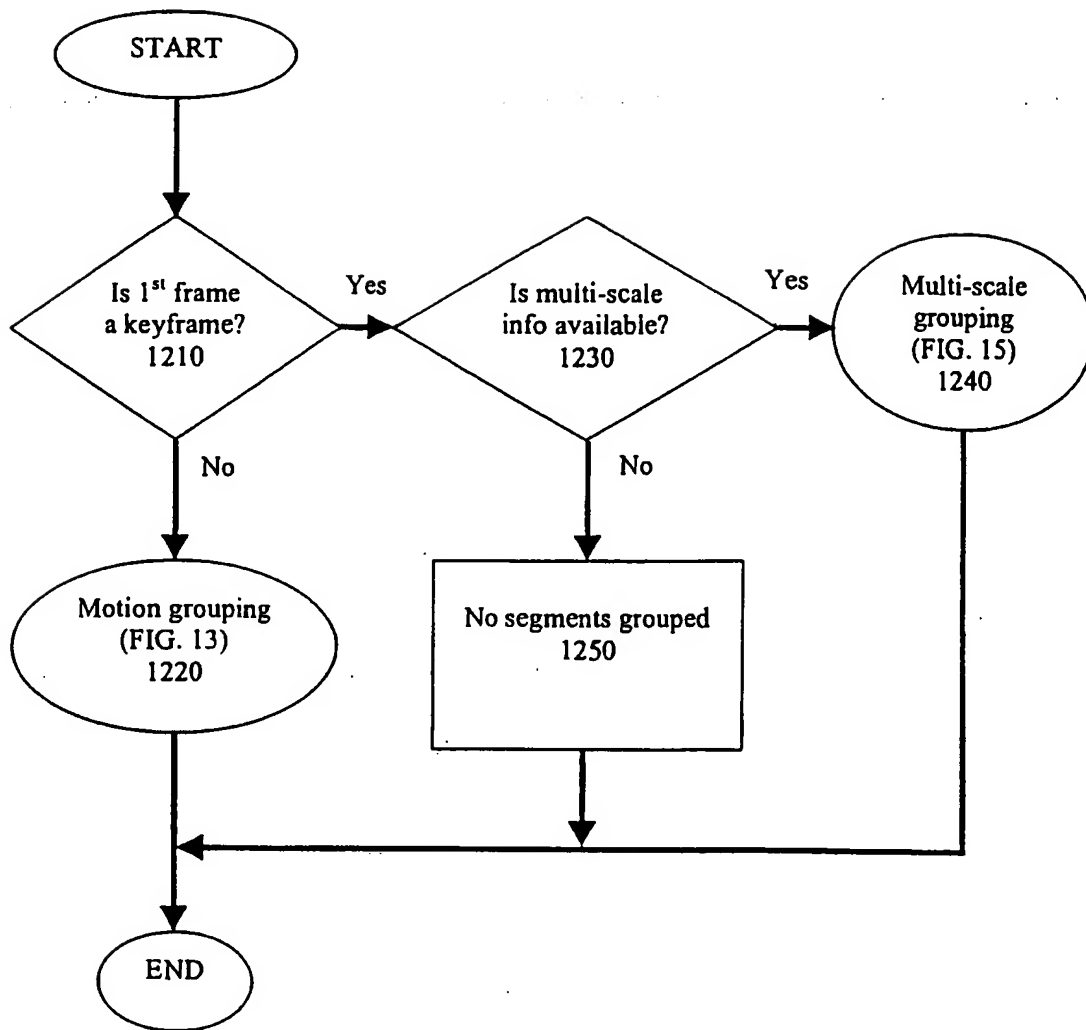 START
Is 1st frame
a keyframe?
1210
Yes
Is multi-scale
info available?
1230
Yes
Multi-scale
grouping
(FIG. 15)
1240
No
No
Motion grouping
(FIG. 13)
1220
No segments grouped
1250
END